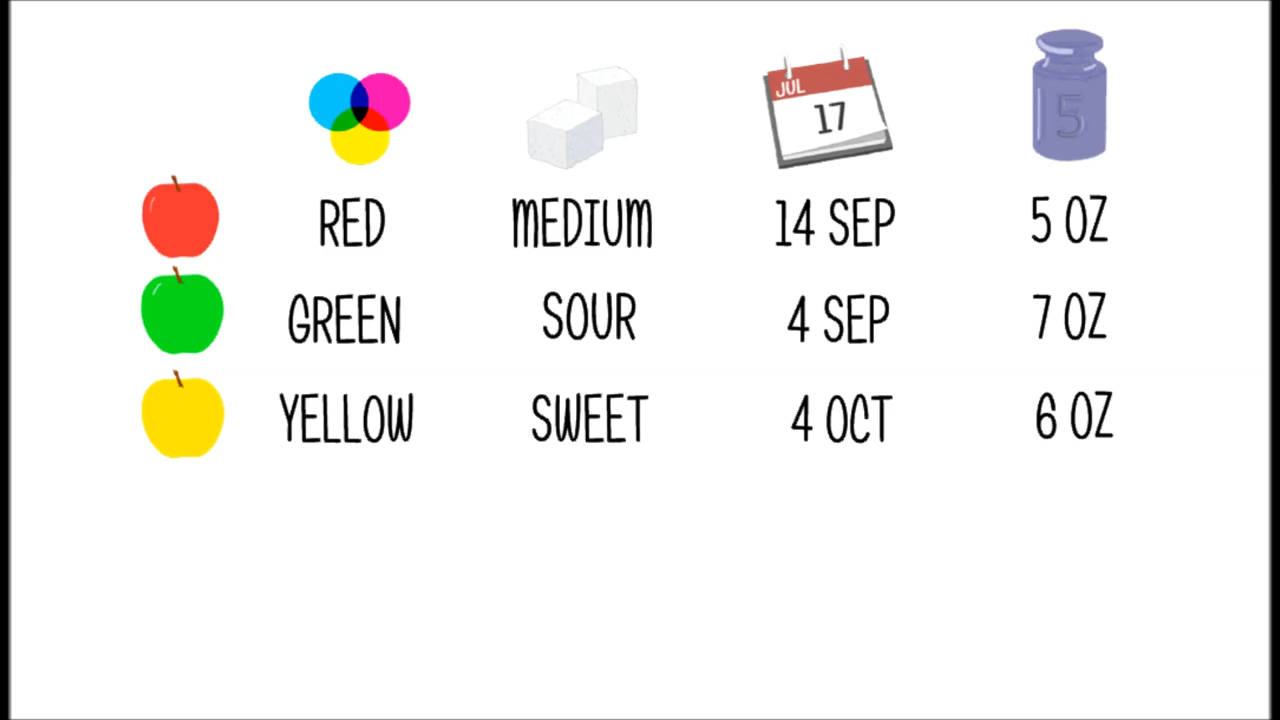 JUL
17
5
RED MEDIUM 14 SEP 5 OZ
GREEN SOUR 4 SEP 7 OZ
YELLOW SWEET 4 OCT 6 OZ